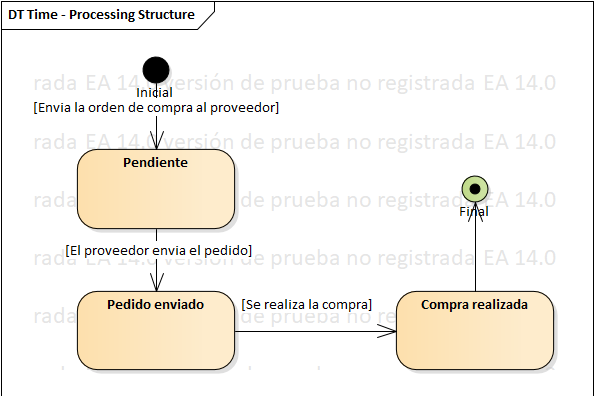 DT Time - Processing Structure
rada EA 14.0 versión de prueba no registrada EA 14.0
Inicial
[Envia la orden de compra al proveedor]
rada EA 14.0 versión de prueba no registrada EA 14.0
Pendiente
rada EA 14.0 versión de prueba no registrada EA 14.0
Final
[El proveedor envia el pedido]
rada EA 14.0 versión de prueba no registrada EA 14.0
Pedido enviado
[Se realiza la compra]
Compra realizada
rada EA 14.0 versión de prueba no registrada EA 14.0